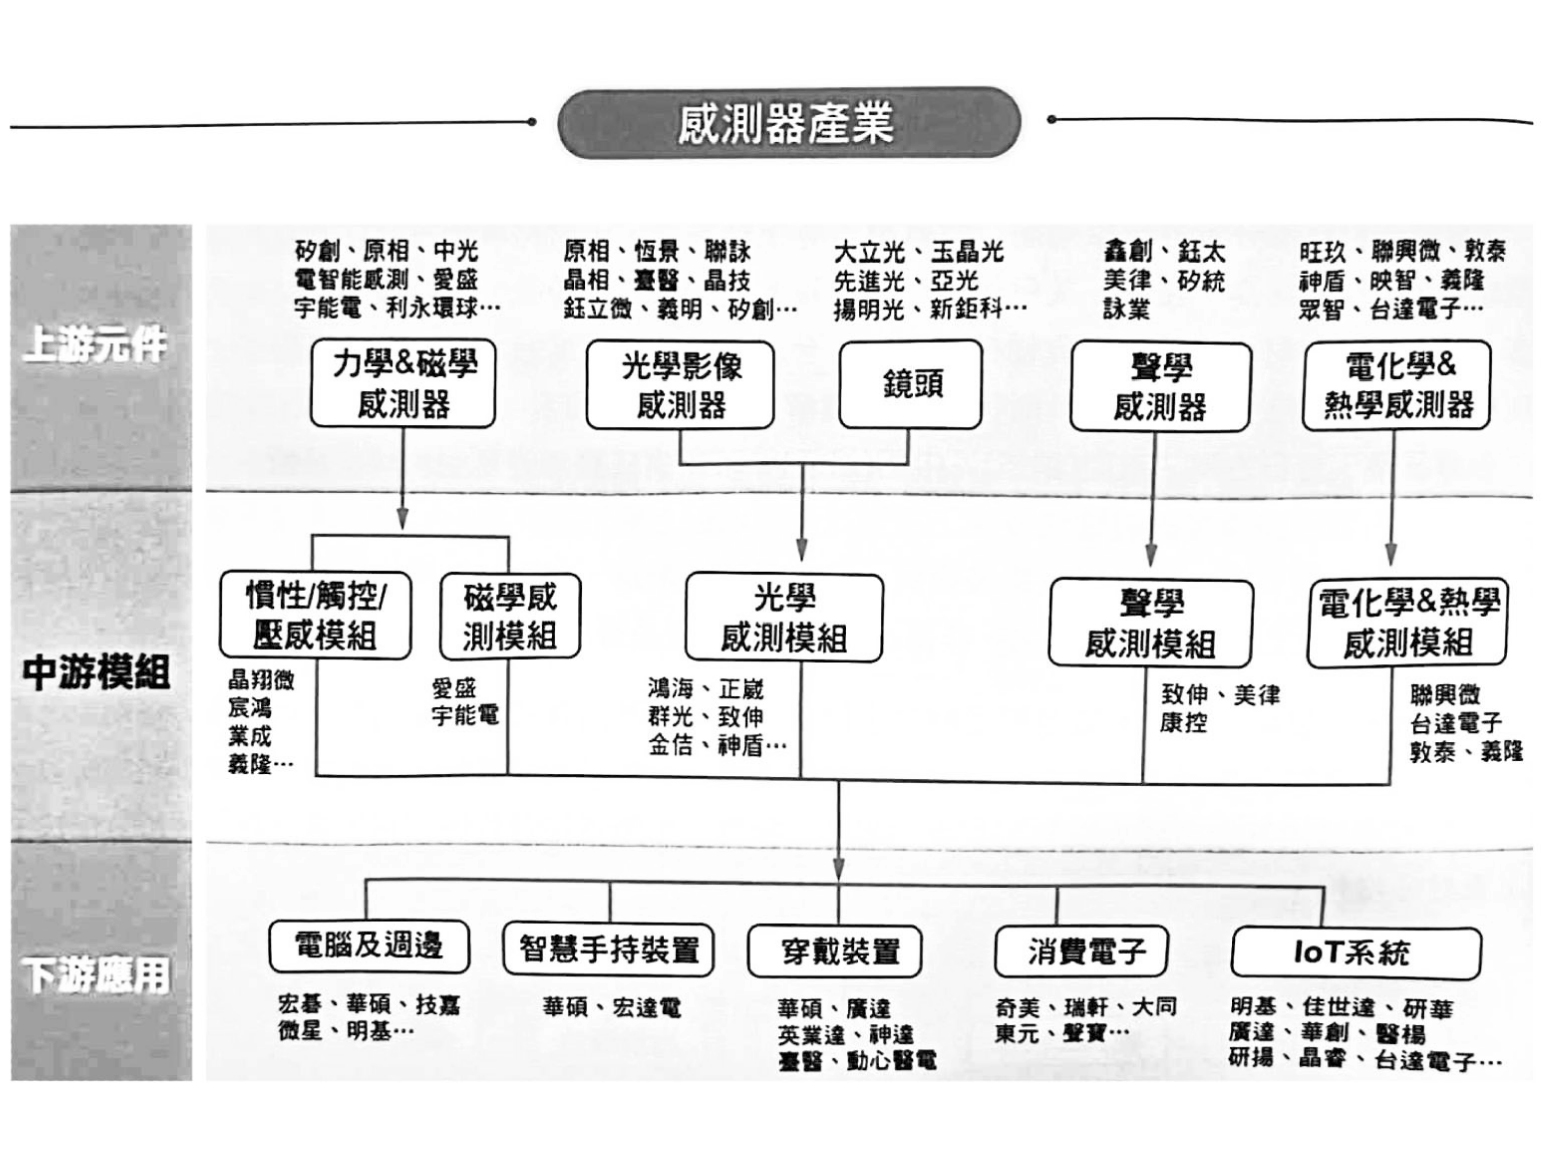 感測器產業
上游元件
矽創、原相、中光
電智能感測、愛盛
宇能電、利永環球…
力學&磁學
感測器
原相、恆景、聯詠
晶相、臺醫、晶技
鈺立微、義明、矽創…
光學影像
感測器
大立光、玉晶光
先進光、亞光
揚明光、新鉅科…
鏡頭
鑫創、鈺太
美律、矽統
詠業
聲學
感測器
旺玖、聯興微、敦泰
神盾、映智、義隆
眾智、台達電子…
電化學&
熱學感測器
中游模組
慣性/觸控/
壓感模組
晶翔微
宸鴻
業成
義隆…
磁學感
測模組
愛盛
宇能電
光學
感測模組
鴻海、正崴
群光、致伸
金佶、神盾…
聲學
感測模組
致伸、美律
康控
電化學&熱學
感測模組
聯興微
台達電子
敦泰、義隆
下游應用
電腦及週邊
宏碁、華碩、技嘉
微星、明基…
智慧手持裝置
華碩、宏達電
穿戴裝置
華碩、廣達
英業達、神達
臺醫、動心醫電
消費電子
奇美、瑞軒、大同
東元、聲寶…
IoT系統
明基、佳世達、研華
廣達、華創、醫楊
研揚、晶睿、台達電子…